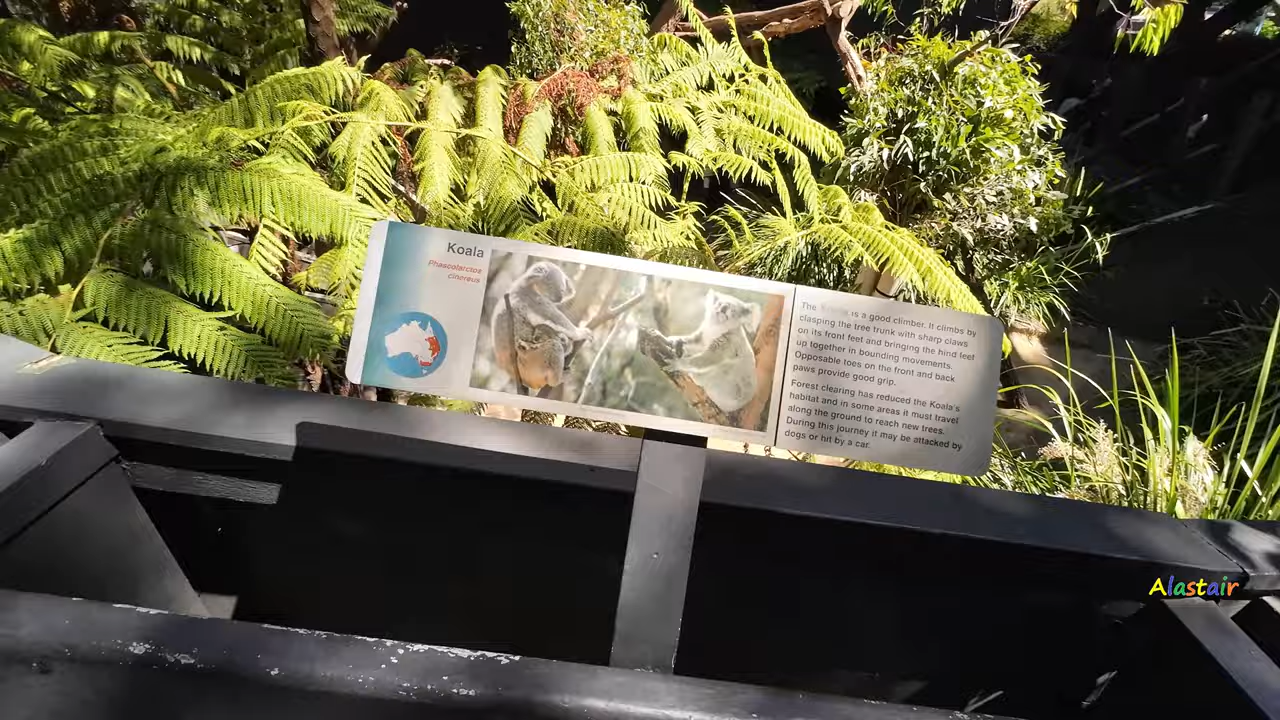 Koala
Phascolarctos
cinereus
The Koala is a good climber. It climbs by
clasping the tree trunk with sharp claws
on its front feet and bringing the hind feet
up together in bounding movements.
Opposable toes on the front and back
paws provide good grip.
Forest clearing has reduced the Koala's
habitat and in some areas it must travel
along the ground to reach new trees.
During this journey it may be attacked by
dogs or hit by a car.
Alastair